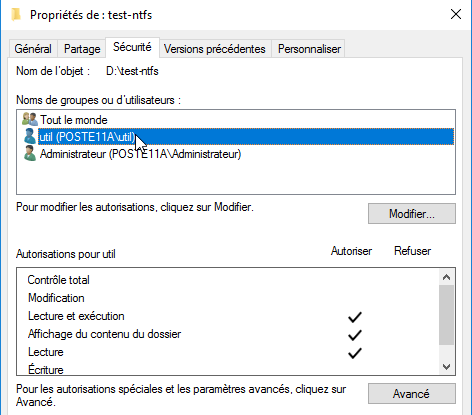 Propriétés de : test-ntfs
Général Partage Sécurité Versions précédentes Personnaliser
Nom de l'objet : D:\test-ntfs
Noms de groupes ou d'utilisateurs :
Tout le monde
util (POSTE11A\util)
Administrateur (POSTE11A\Administrateur)
Pour modifier les autorisations, cliquez sur Modifier.
Modifier...
Autorisations pour util Autoriser Refuser
Contrôle total
Modification
Lecture et exécution
Affichage du contenu du dossier
Lecture
Écriture
Pour les autorisations spéciales et les paramètres avancés, cliquez sur
Avancé.
Avancé